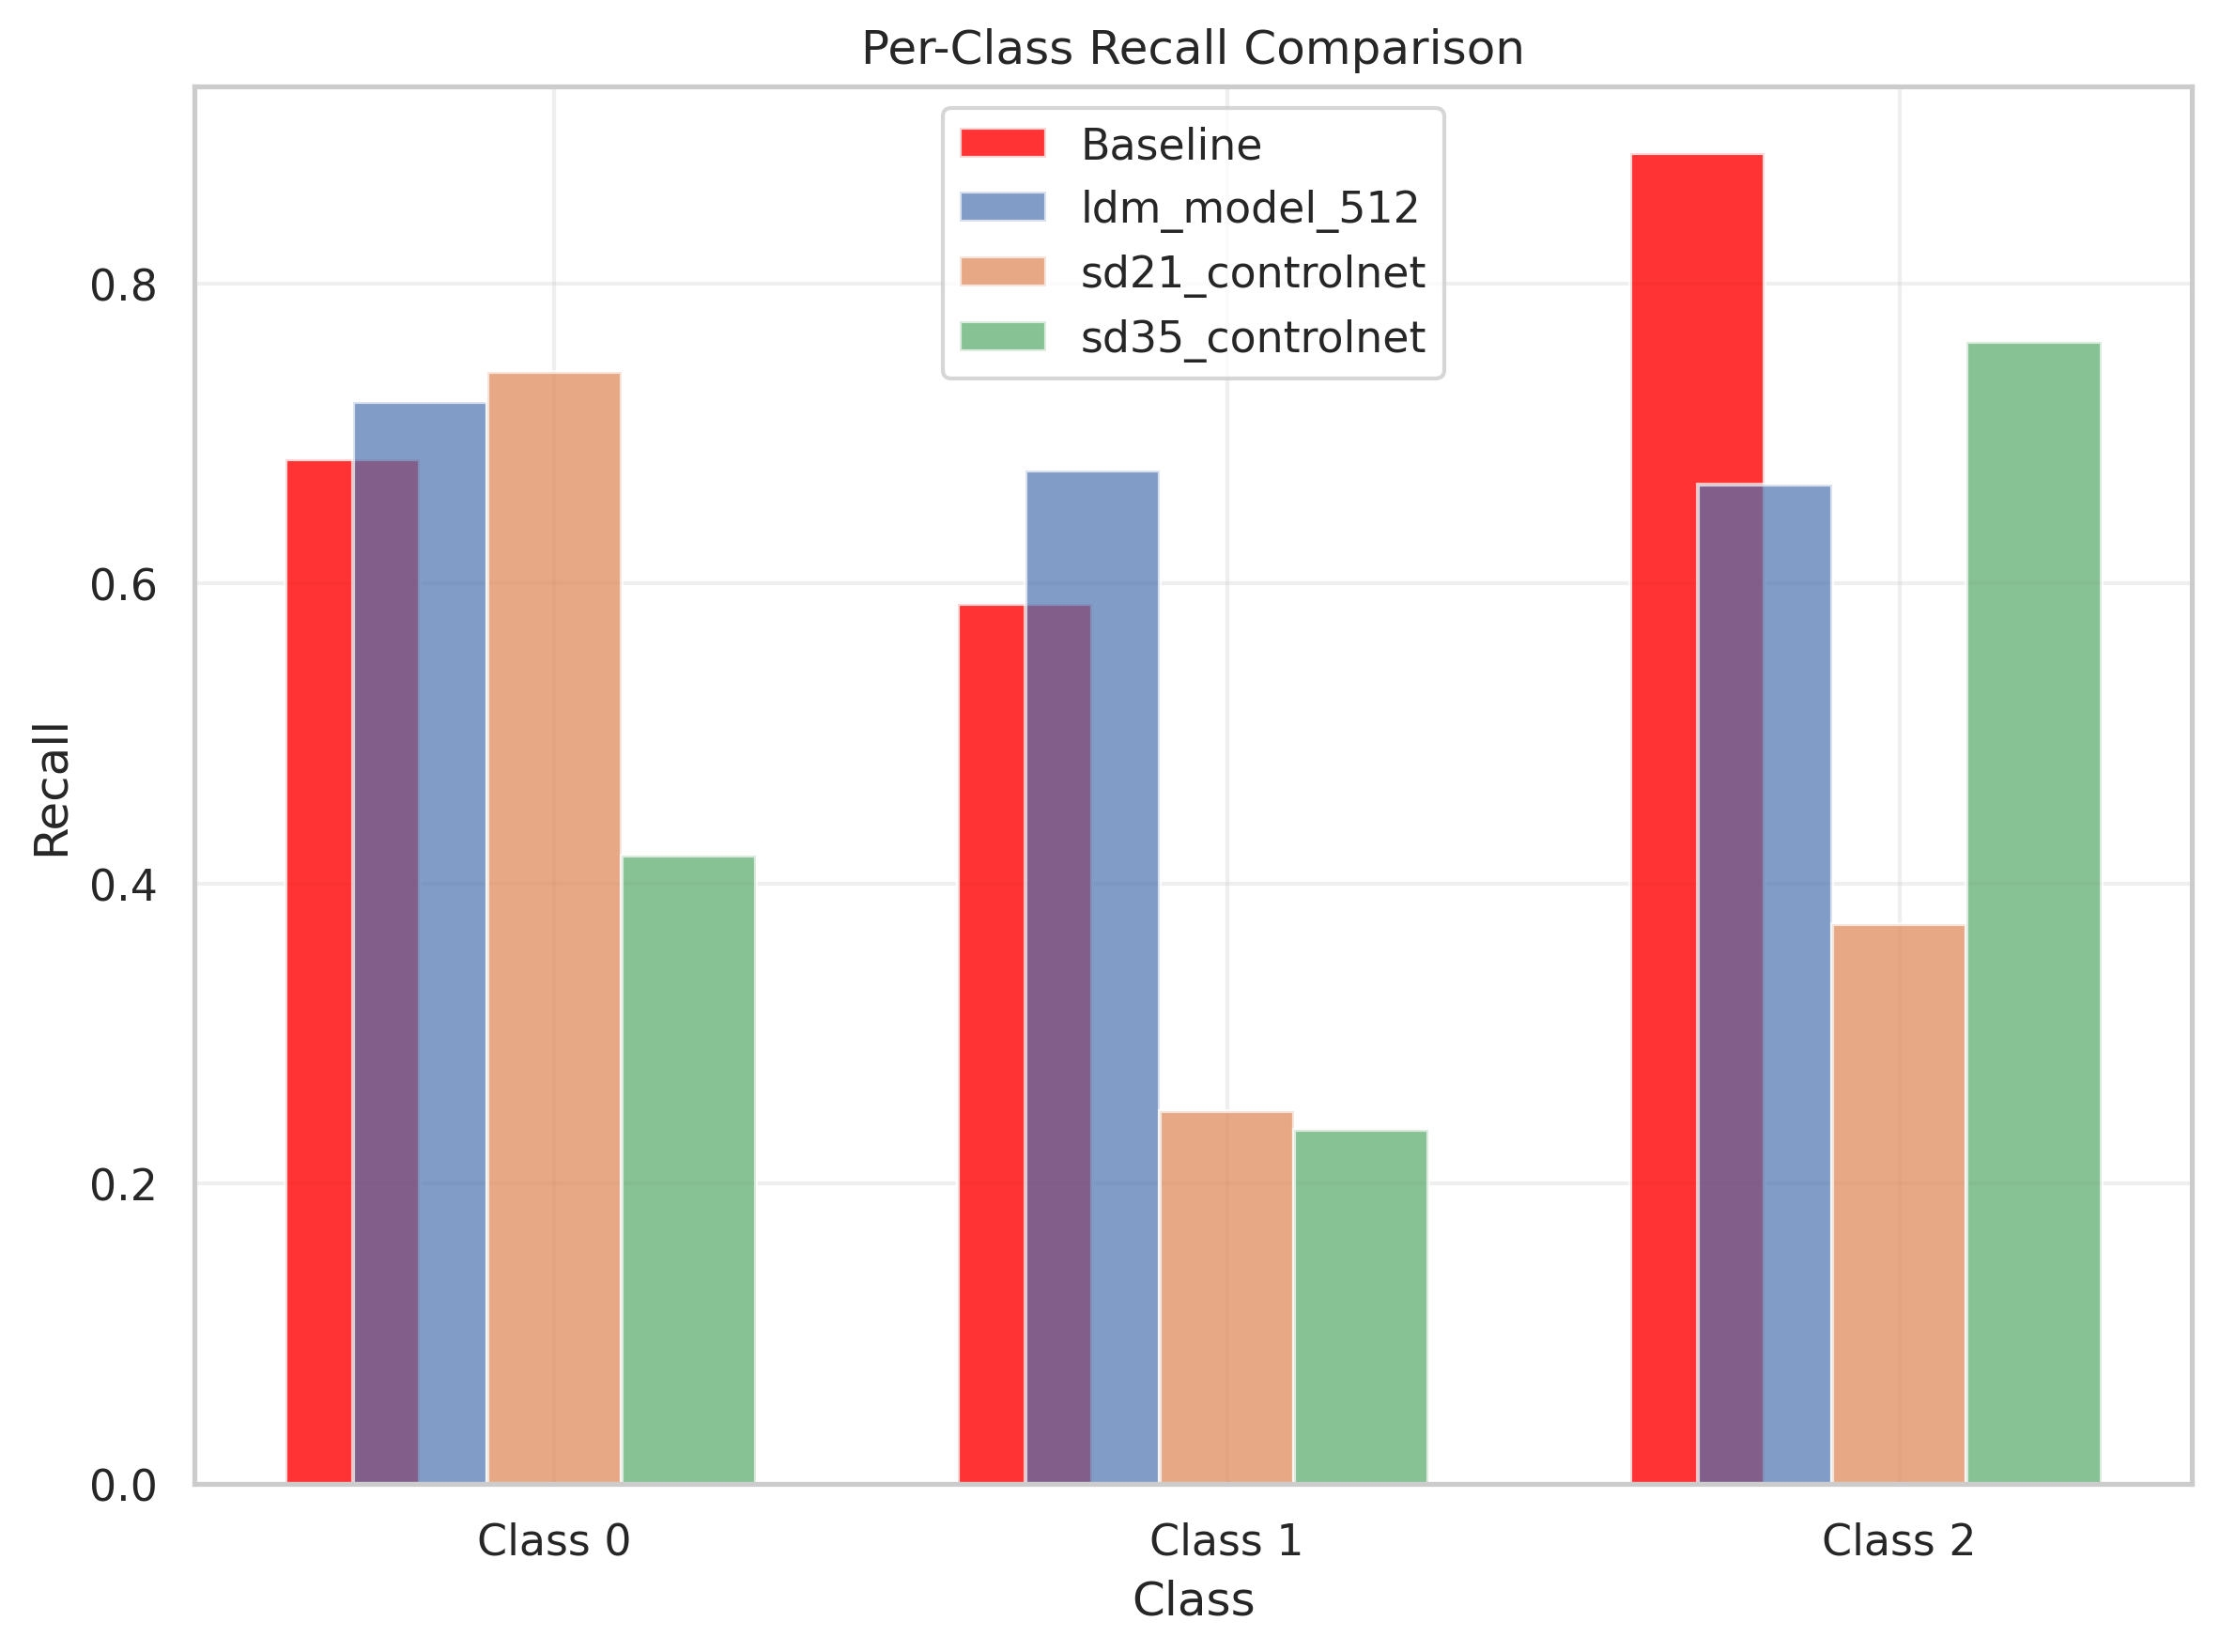 Per-Class Recall Comparison
Baseline
ldm_model_512
sd21_controlnet
sd35_controlnet
0.8
0.6
0.4
0.2
0.0
Recall
Class 0
Class 1
Class 2
Class